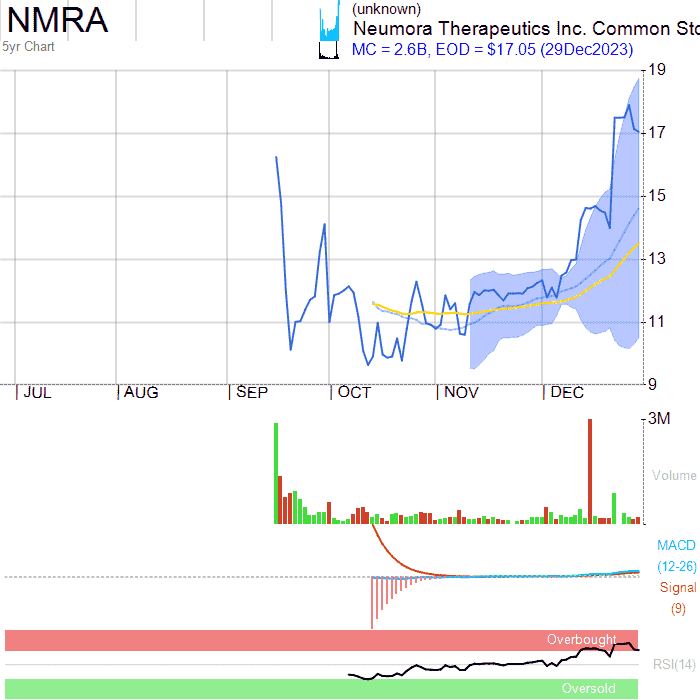 NMRA
(unknown)
Neumora Therapeutics Inc. Common Sto
5yr Chart
MC = 2.6B, EOD = $17.05 (29Dec2023)
19
17
15
13
11
9
JUL AUG SEP OCT NOV DEC
3M
Volume
MACD
(12-26)
Signal
(9)
Overbought
RSI(14)
Oversold